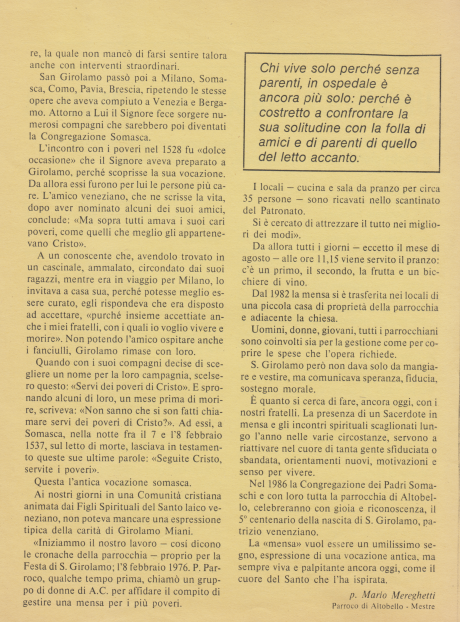 re, la quale non mancò di farsi sentire talora
anche con interventi straordinari.
San Girolamo passò poi a Milano, Soma-
sca, Como, Pavia, Brescia, ripetendo le stesse
opere che aveva compiuto a Venezia e Berga-
mo. Attorno a Lui il Signore fece sorgere nu-
merosi compagni che sarebbero poi diventati
la Congregazione Somasca.
L'incontro con i poveri nel 1528 fu «dolce
occasione» che il Signore aveva preparato a
Girolamo, perché scoprisse la sua vocazione.
Da allora essi furono per lui le persone più ca-
re. L'amico veneziano, che ne scrisse la vita,
dopo aver nominato alcuni dei suoi amici,
conclude: «Ma sopra tutti amava i suoi cari
poveri, come quelli che meglio gli appartene-
vano Cristo».
A un conoscente che, avendolo trovato in
un cascinale, ammalato, circondato dai suoi
ragazzi, mentre era in viaggio per Milano, lo
invitava a casa sua, perché potesse meglio es-
sere curato, egli rispondeva che era disposto
ad accettare, «purché insieme accettiate an-
che i miei fratelli, con i quali io voglio vivere e
morire». Non potendo l'amico ospitare anche
i fanciulli, Girolamo rimase con loro.
Quando con i suoi compagni decise di sce-
gliere un nome per la loro campagnia, scelse-
ro questo: «Servi dei poveri di Cristo». E spro-
nando alcuni di loro, un mese prima di mori-
re, scriveva: «Non sanno che si son fatti chia-
mare servi dei poveri di Cristo?». Ad essi, a
Somasca, nella notte fra il 7 e l'8 febbraio
1537, sul letto di morte, lasciava in testamen-
to queste sue ultime parole: «Seguite Cristo,
servite i poveri».
Questa l'antica vocazione somasca.
Ai nostri giorni in una Comunità cristiana
animata dai Figli Spirituali del Santo laico ve-
neziano, non poteva mancare una espressione
tipica della carità di Girolamo Miani.
«Iniziammo il nostro lavoro – così dicono
le cronache della parrocchia – proprio per la
Festa di S. Girolamo; l'8 febbraio 1976. P. Par-
roco, qualche tempo prima, chiamò un grup-
po di donne di A.C. per affidare il compito di
gestire una mensa per i più poveri.
Chi vive solo perché senza
parenti, in ospedale è
ancora più solo: perché è
costretto a confrontare la
sua solitudine con la folla di
amici e di parenti di quello
del letto accanto.
I locali – cucina e sala da pranzo per circa
35 persone – sono ricavati nello scantinato
del Patronato.
Si è cercato di attrezzare il tutto nei miglio-
ri dei modi».
Da allora tutti i giorni – eccetto il mese di
agosto – alle ore 11,15 viene servito il pranzo:
c'è un primo, il secondo, la frutta e un bic-
chiere di vino.
Dal 1982 la mensa si è trasferita nei locali di
una piccola casa di proprietà della parrocchia
e adiacente la chiesa.
Uomini, donne, giovani, tutti i parrocchiani
sono coinvolti sia per la gestione come per co-
prire le spese che l'opera richiede.
S. Girolamo però non dava solo da mangia-
re e vestire, ma comunicava speranza, fiducia,
sostegno morale.
È quanto si cerca di fare, ancora oggi, con i
nostri fratelli. La presenza di un Sacerdote in
mensa e gli incontri spirituali scaglionati lun-
go l'anno nelle varie circostanze, servono a
riattivare nel cuore di tanta gente sfiduciata o
sbandata, orientamenti nuovi, motivazioni e
senso per vivere.
Nel 1986 la Congregazione dei Padri Soma-
schi e con loro tutta la parrocchia di Altobel-
lo, celebreranno con gioia e riconoscenza, il
5° centenario della nascita di S. Girolamo, pa-
trizio venenziano.
La «mensa» vuol essere un umilissimo se-
gno, espressione di una vocazione antica, ma
sempre viva e palpitante ancora oggi, come il
cuore del Santo che l'ha ispirata.
p. Mario Mereghetti
Parroco di Altobello - Mestre